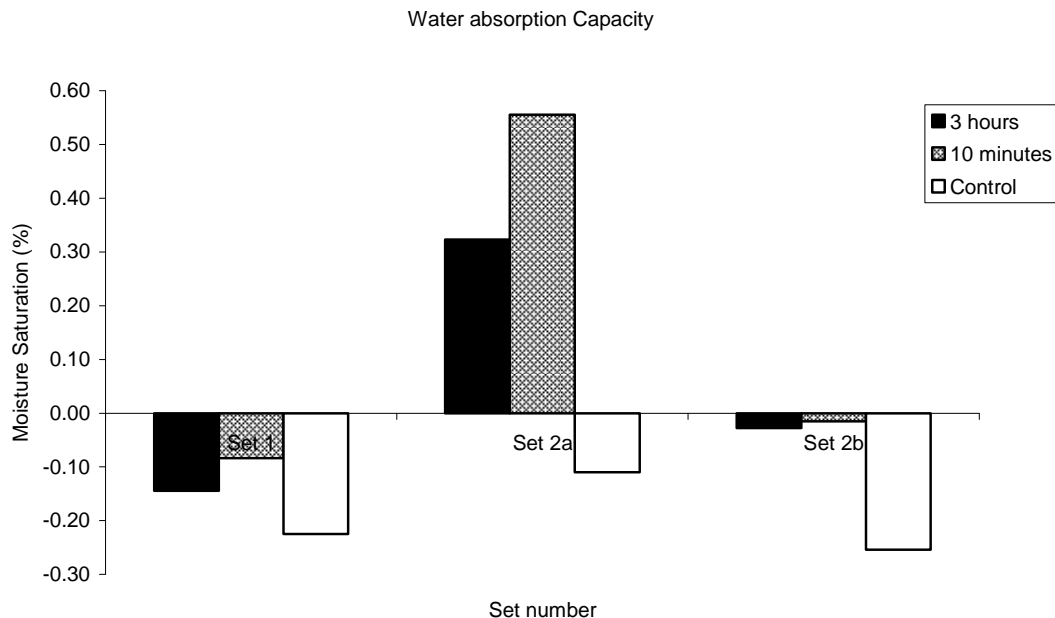 Water absorption Capacity
0.60
0.50
0.40
0.30
0.20
0.10
0.00
-0.10
-0.20
-0.30
Moisture Saturation (%)
Set 1
Set 2a
Set 2b
Set number
3 hours
10 minutes
Control